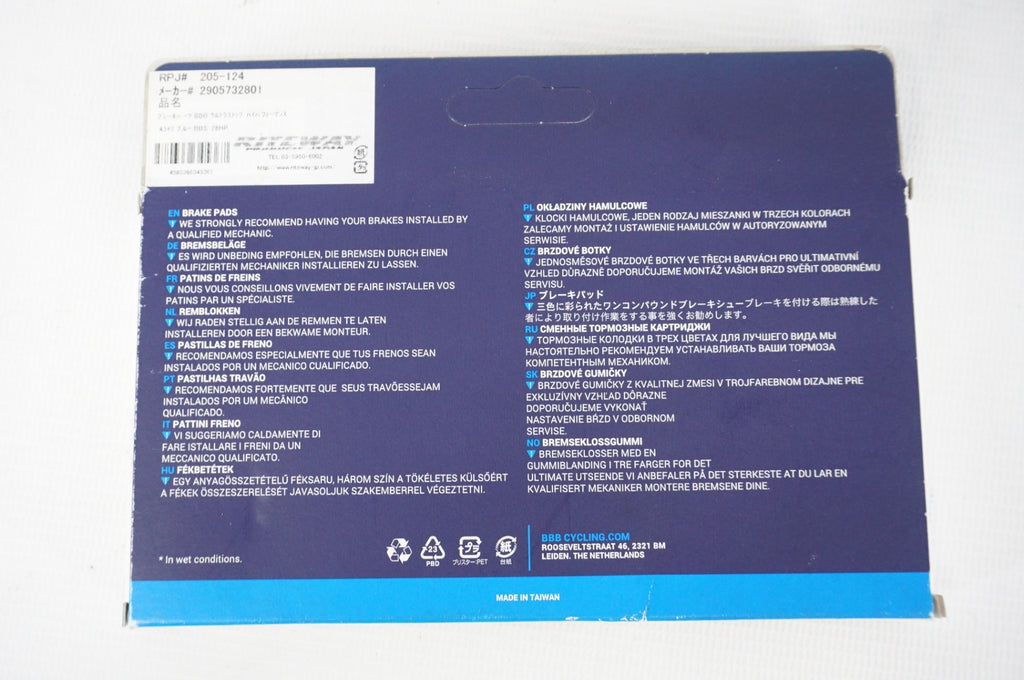 RPJ# 205-124
メーカー# 2905732801
品名
RITEWAY
PRODUCTS JAPAN
TEL 03-5950-6002
http://www.riteway-jp.com
紙
EN BRAKE PADS
WE STRONGLY RECOMMEND HAVING YOUR BRAKES INSTALLED BY
A QUALIFIED MECHANIC.
DE BREMSBELÄGE
ES WIRD UNBEDING EMPFOHLEN, DIE BREMSEN DURCH EINEN
QUALIFIZIERTEN MECHANIKER INSTALLIEREN ZU LASSEN.
FR PATINS DE FREINS
NOUS VOUS CONSEILLONS VIVEMENT DE FAIRE INSTALLER VOS
PATINS PAR UN SPÉCIALISTE.
NL REMBLOKKEN
WIJ RADEN STELLIG AAN DE REMMEN TE LATEN
INSTALLEREN DOOR EEN BEKWAME MONTEUR.
ES PASTILLAS DE FRENO
RECOMENDAMOS ESPECIALMENTE QUE TUS FRENOS SEAN
INSTALADOS POR UN MECANICO CUALIFICADO.
PT PASTILHAS TRAVÃO
RECOMENDAMOS FORTEMENTE QUE SEUS TRAVÕESSEJAM
INSTALADOS POR UM MECÂNICO
QUALIFICADO.
IT PATTINI FRENO
VI SUGGERIAMO CALDAMENTE DI
FARE ISTALLARE I FRENI DA UN
MECCANICO QUALIFICATO.
HU FÉKBETÉTEK
EGY ANYAGÖSSZETÉTELŰ FÉKSARU, HÁROM SZÍN A TÖKÉLETES KÜLSŐÉRT
A FÉKEK ÖSSZESZERELÉSÉT JAVASOLJUK SZAKEMBERREL VÉGEZTETNI.
PL OKŁADZINY HAMULCOWE
KLOCKI HAMULCOWE, JEDEN RODZAJ MIESZANKI W TRZECH KOLORACH
ZALECAMY MONTAŻ I USTAWIENIE HAMULCÓW W AUTORYZOWANYM
SERWISIE.
CZ BRZDOVÉ BOTKY
JEDNOSMĚSOVÉ BRZDOVÉ BOTKY VE TŘECH BARVÁCH PRO ULTIMATIVNÍ
VZHLED DŮRAZNĚ DOPORUČUJEME MONTÁŽ VAŠICH BRZD SVĚŘIT ODBORNÉMU
SERVISU.
JP ブレーキパッド
三色に彩られたワンコンパウンドブレーキシューブレーキを付ける際は熟練した
者により取り付け作業をする事を強くお勧めします。
RU СМЕННЫЕ ТОРМОЗНЫЕ КАРТРИДЖИ
ТОРМОЗНЫЕ КОЛОДКИ В ТРЕХ ЦВЕТАХ ДЛЯ ЛУЧШЕГО ВИДА МЫ
НАСТОЯТЕЛЬНО РЕКОМЕНДУЕМ УСТАНАВЛИВАТЬ ВАШИ ТОРМОЗА
КОМПЕТЕНТНЫМ МЕХАНИКОМ.
SK BRZDOVÉ GUMIČKY
BRZDOVÉ GUMIČKY Z KVALITNEJ ZMESI V TROJFAREBNOM DIZAJNE PRE
EXKLUZÍVNY VZHĽAD DÔRAZNE
DOPORUČUJEME VYKONAŤ
NASTAVENIE BŔZD V ODBORNOM
SERVISE.
NO BREMSEKLOSSGUMMI
BREMSEKLOSSER MED EN
GUMMIBLANDING I TRE FARGER FOR DET
ULTIMATE UTSEENDE VI ANBEFALER PÅ DET STERKESTE AT DU LAR EN
KVALIFISERT MEKANIKER MONTERE BREMSENE DINE.
* In wet conditions.
23
PBD
プラ
ブリスター:PET
紙
台紙
BBB CYCLING.COM
ROOSEVELTSTRAAT 46, 2321 BM
LEIDEN. THE NETHERLANDS
MADE IN TAIWAN